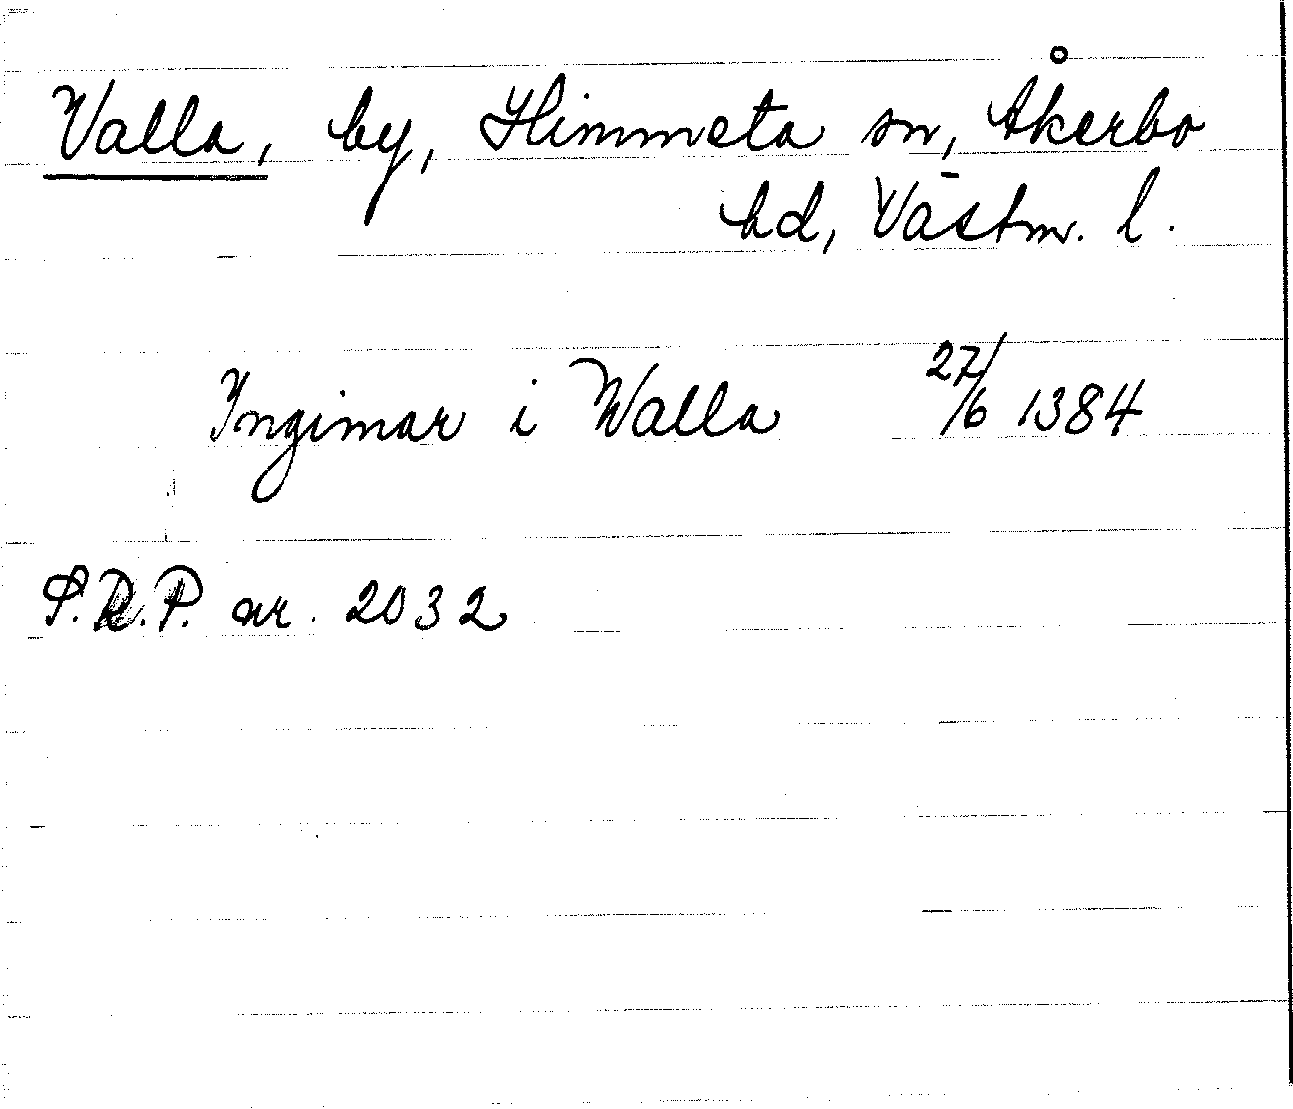 Valla, by, Himmeta sn, Åkerbo
hd, Västm. l.
Ingimar i Walla 27/6 1384
S.R.P. nr. 2032